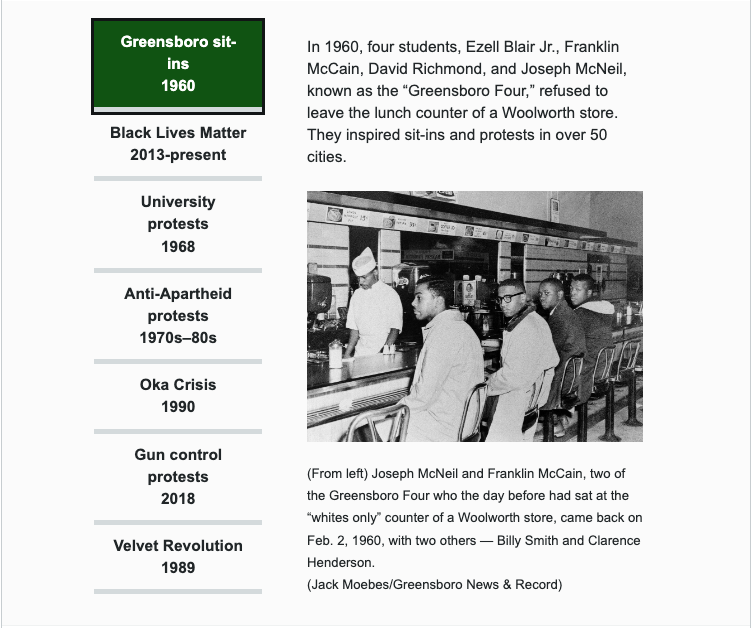 Greensboro sit-
ins
1960
Black Lives Matter
2013-present
University
protests
1968
Anti-Apartheid
protests
1970s–80s
Oka Crisis
1990
Gun control
protests
2018
Velvet Revolution
1989
In 1960, four students, Ezell Blair Jr., Franklin
McCain, David Richmond, and Joseph McNeil,
known as the “Greensboro Four,” refused to
leave the lunch counter of a Woolworth store.
They inspired sit-ins and protests in over 50
cities.
(From left) Joseph McNeil and Franklin McCain, two of
the Greensboro Four who the day before had sat at the
“whites only” counter of a Woolworth store, came back on
Feb. 2, 1960, with two others — Billy Smith and Clarence
Henderson.
(Jack Moebes/Greensboro News & Record)